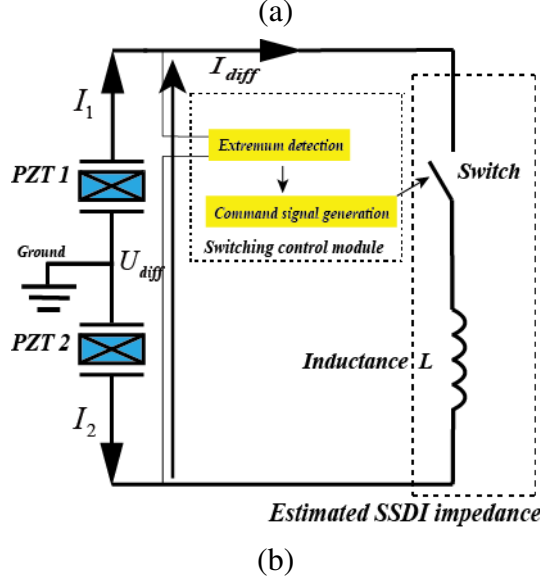 (a)
I_diff
I_1
Extremum detection
PZT 1
Switch
Command signal generation
Ground
U_diff
Switching control module
PZT 2
Inductance L
I_2
Estimated SSDI impedance
(b)